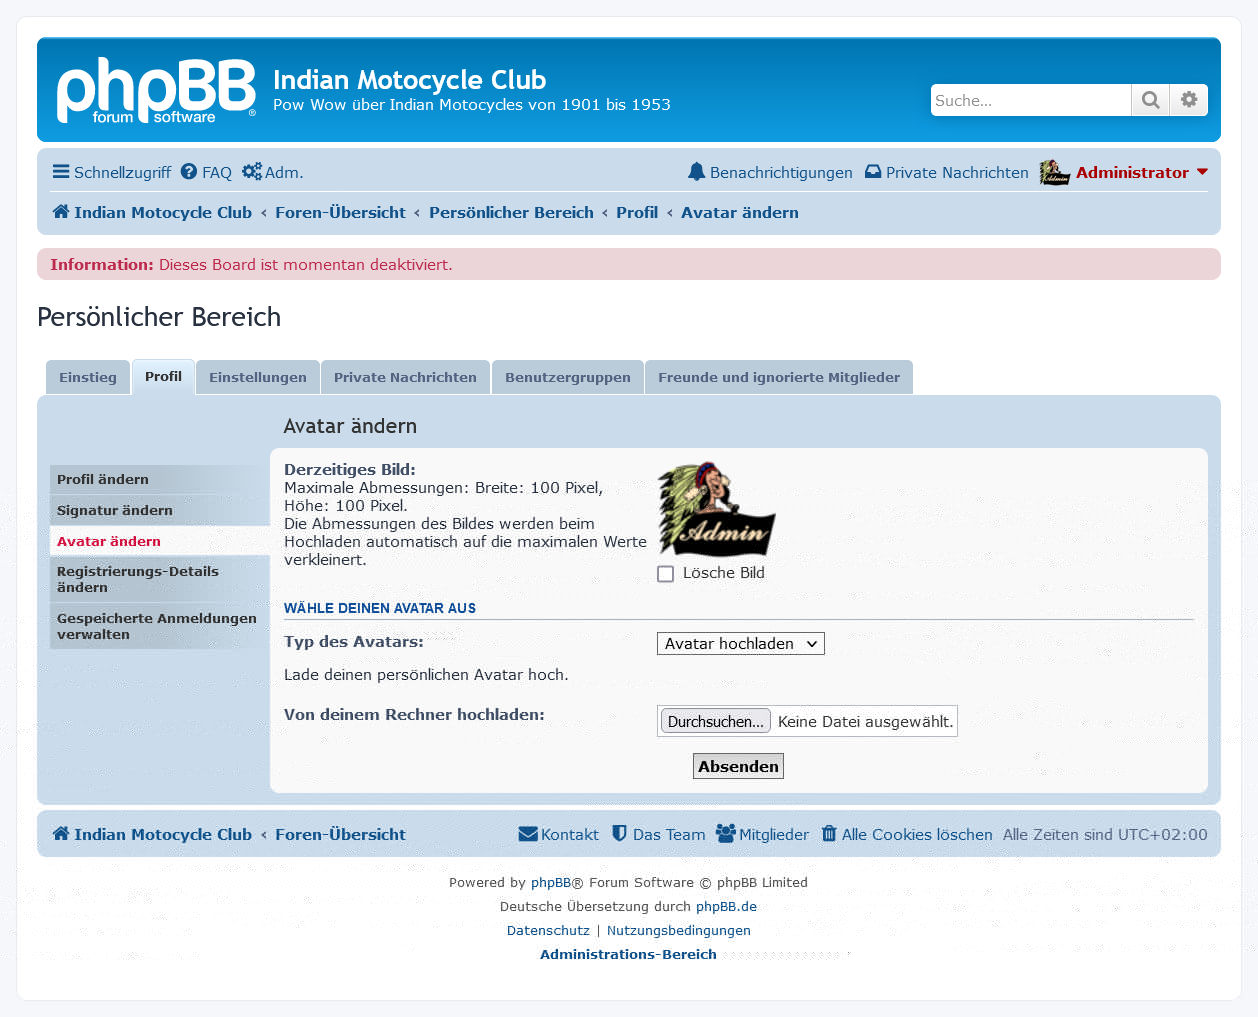 phpBB®
forum software
Indian Motocycle Club
Pow Wow über Indian Motocycles von 1901 bis 1953
Suche…
Schnellzugriff FAQ Adm.
Benachrichtigungen Private Nachrichten Admin Administrator
Indian Motocycle Club ‹ Foren-Übersicht ‹ Persönlicher Bereich ‹ Profil ‹ Avatar ändern
Information: Dieses Board ist momentan deaktiviert.
Persönlicher Bereich
Einstieg Profil Einstellungen Private Nachrichten Benutzergruppen Freunde und ignorierte Mitglieder
Profil ändern
Signatur ändern
Avatar ändern
Registrierungs-Details
ändern
Gespeicherte Anmeldungen
verwalten
Avatar ändern
Derzeitiges Bild:
Maximale Abmessungen: Breite: 100 Pixel,
Höhe: 100 Pixel.
Die Abmessungen des Bildes werden beim
Hochladen automatisch auf die maximalen Werte
verkleinert.
Admin
Lösche Bild
WÄHLE DEINEN AVATAR AUS
Typ des Avatars: Avatar hochladen
Lade deinen persönlichen Avatar hoch.
Von deinem Rechner hochladen: Durchsuchen… Keine Datei ausgewählt.
Absenden
Indian Motocycle Club ‹ Foren-Übersicht
Kontakt Das Team Mitglieder Alle Cookies löschen Alle Zeiten sind UTC+02:00
Powered by phpBB® Forum Software © phpBB Limited
Deutsche Übersetzung durch phpBB.de
Datenschutz | Nutzungsbedingungen
Administrations-Bereich